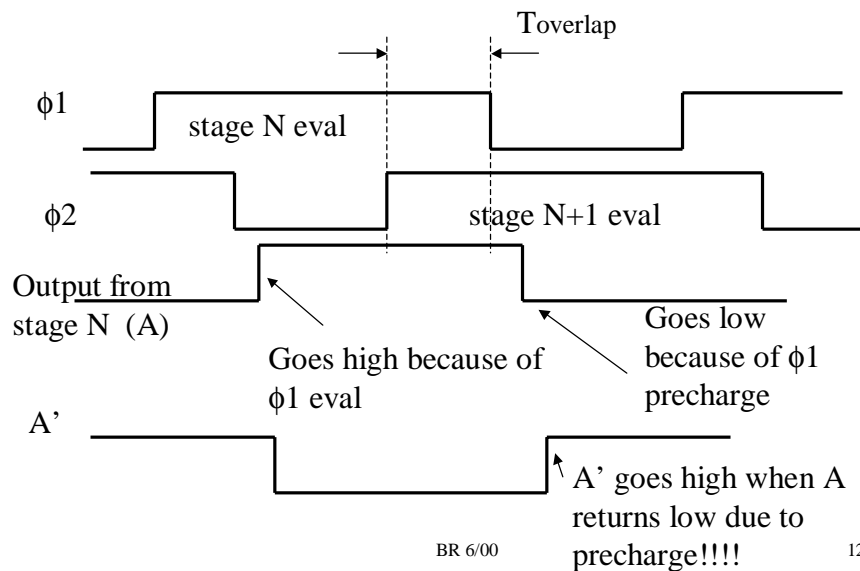 Toverlap
ϕ1
stage N eval
ϕ2
stage N+1 eval
Output from
stage N (A)
Goes high because of
ϕ1 eval
Goes low
because of ϕ1
precharge
A’
A’ goes high when A
returns low due to
precharge!!!!
BR 6/00
12